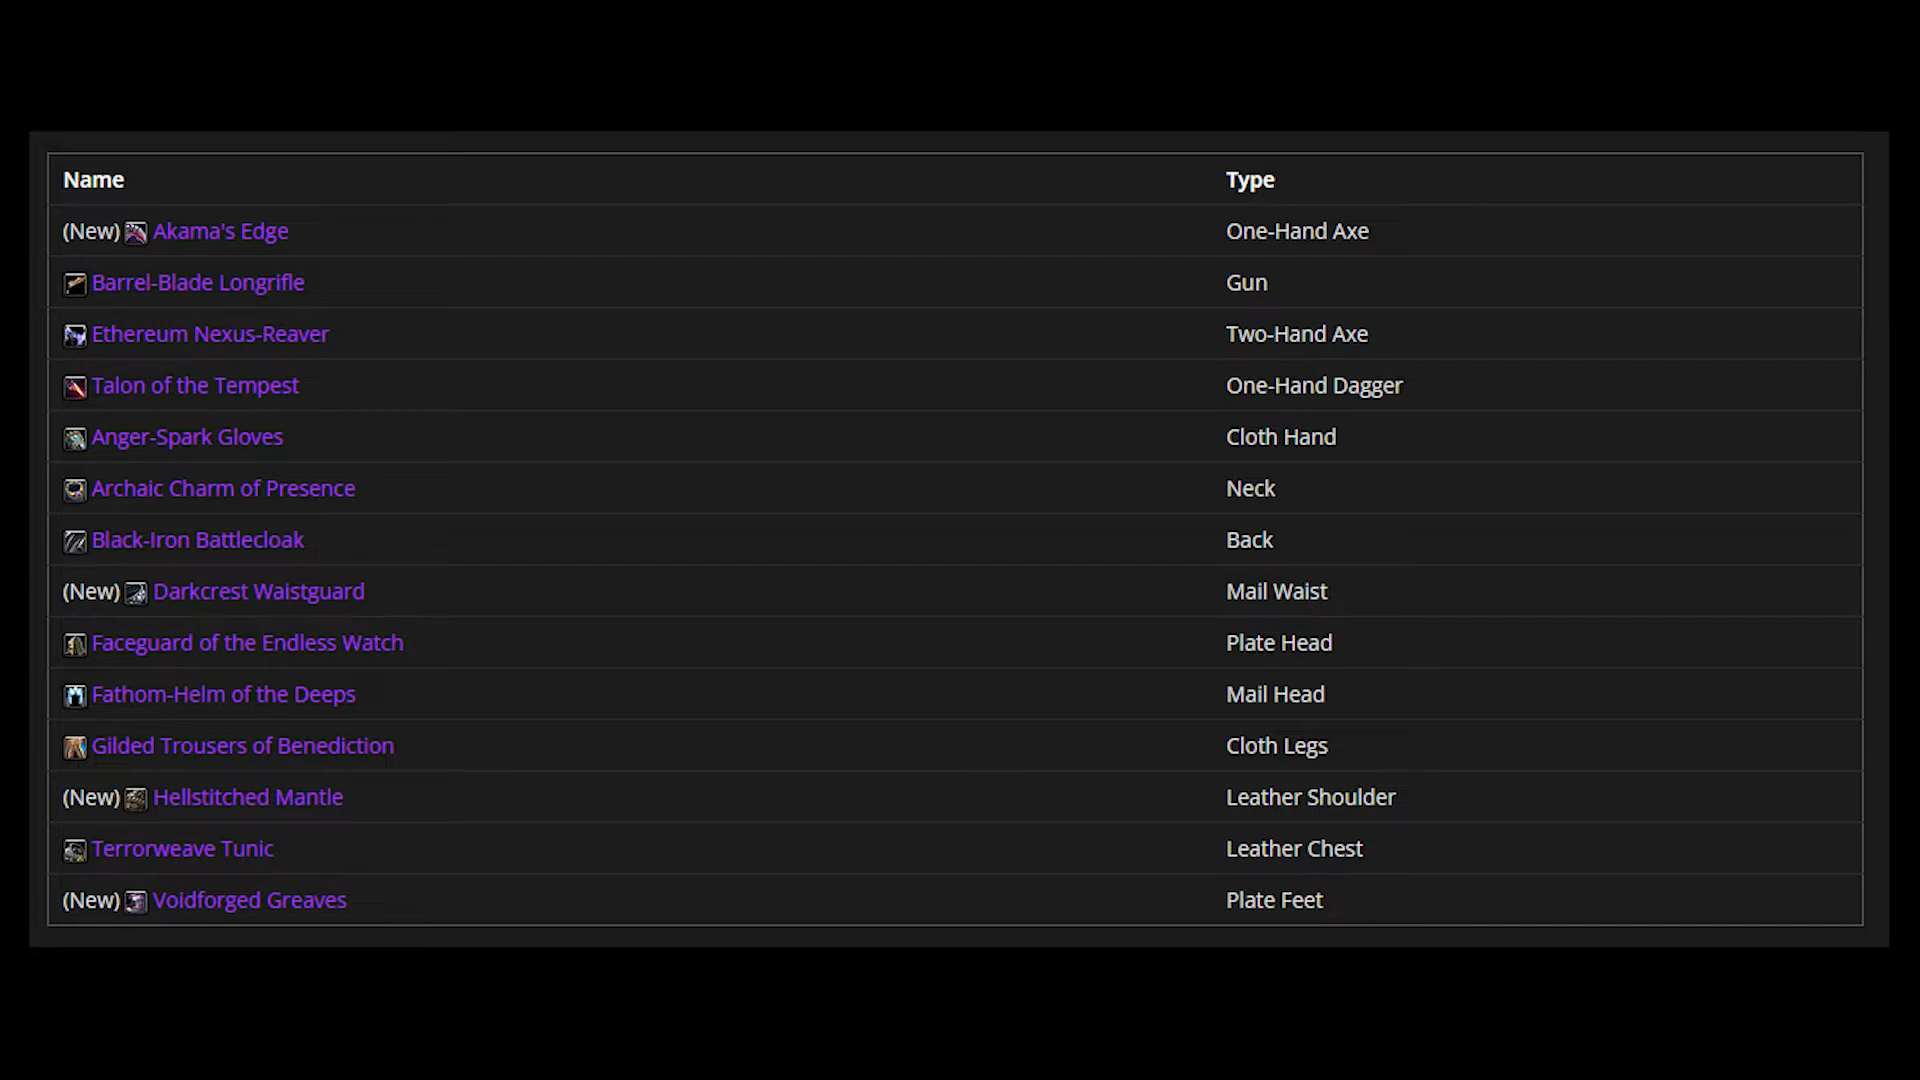 Name Type
(New) Akama's Edge One-Hand Axe
Barrel-Blade Longrifle Gun
Ethereum Nexus-Reaver Two-Hand Axe
Talon of the Tempest One-Hand Dagger
Anger-Spark Gloves Cloth Hand
Archaic Charm of Presence Neck
Black-Iron Battlecloak Back
(New) Darkcrest Waistguard Mail Waist
Faceguard of the Endless Watch Plate Head
Fathom-Helm of the Deeps Mail Head
Gilded Trousers of Benediction Cloth Legs
(New) Hellstitched Mantle Leather Shoulder
Terrorweave Tunic Leather Chest
(New) Voidforged Greaves Plate Feet